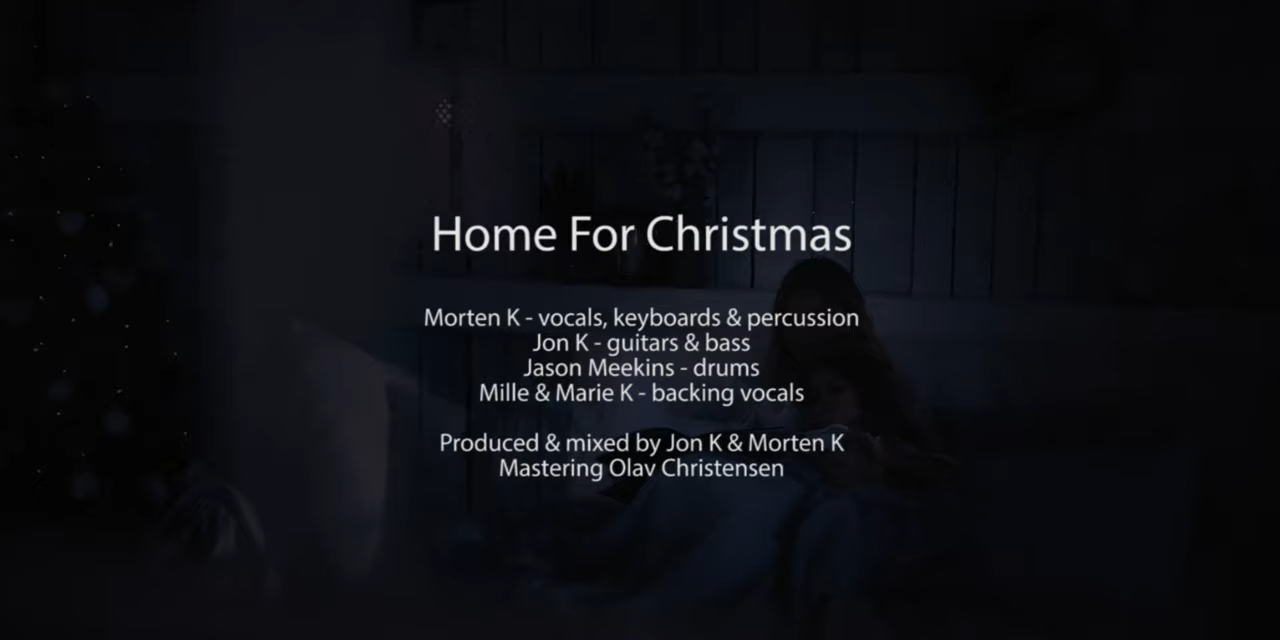 Home For Christmas
Morten K - vocals, keyboards & percussion
Jon K - guitars & bass
Jason Meekins - drums
Mille & Marie K - backing vocals
Produced & mixed by Jon K & Morten K
Mastering Olav Christensen